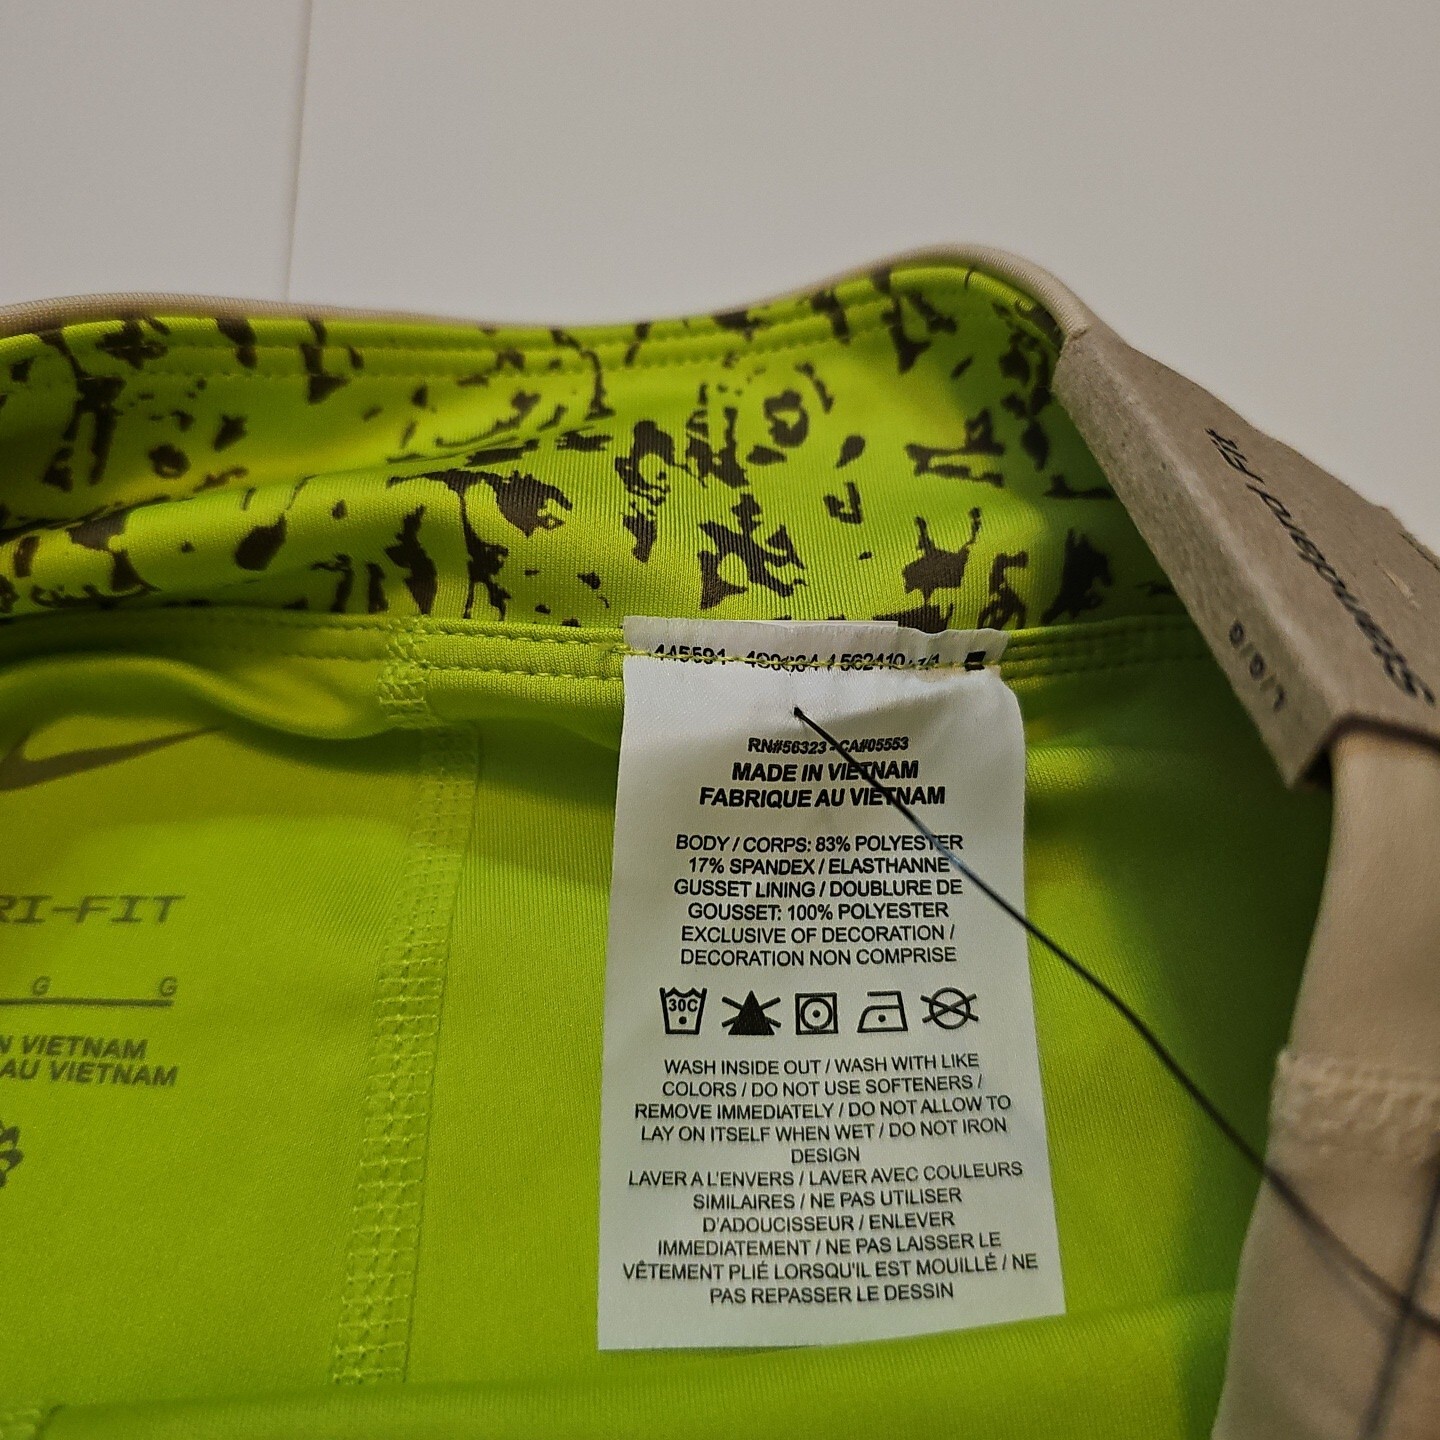 Standard Fit
L/G/G
RN#56323 - CA#05553
MADE IN VIETNAM
FABRIQUE AU VIETNAM
BODY / CORPS: 83% POLYESTER
17% SPANDEX / ELASTHANNE
GUSSET LINING / DOUBLURE DE
GOUSSET: 100% POLYESTER
EXCLUSIVE OF DECORATION /
DECORATION NON COMPRISE
30C
WASH INSIDE OUT / WASH WITH LIKE
COLORS / DO NOT USE SOFTENERS /
REMOVE IMMEDIATELY / DO NOT ALLOW TO
LAY ON ITSELF WHEN WET / DO NOT IRON
DESIGN
LAVER A L'ENVERS / LAVER AVEC COULEURS
SIMILAIRES / NE PAS UTILISER
D'ADOUCISSEUR / ENLEVER
IMMEDIATEMENT / NE PAS LAISSER LE
VÊTEMENT PLIÉ LORSQU'IL EST MOUILLÉ / NE
PAS REPASSER LE DESSIN
RI-FIT
G G
N VIETNAM
AU VIETNAM